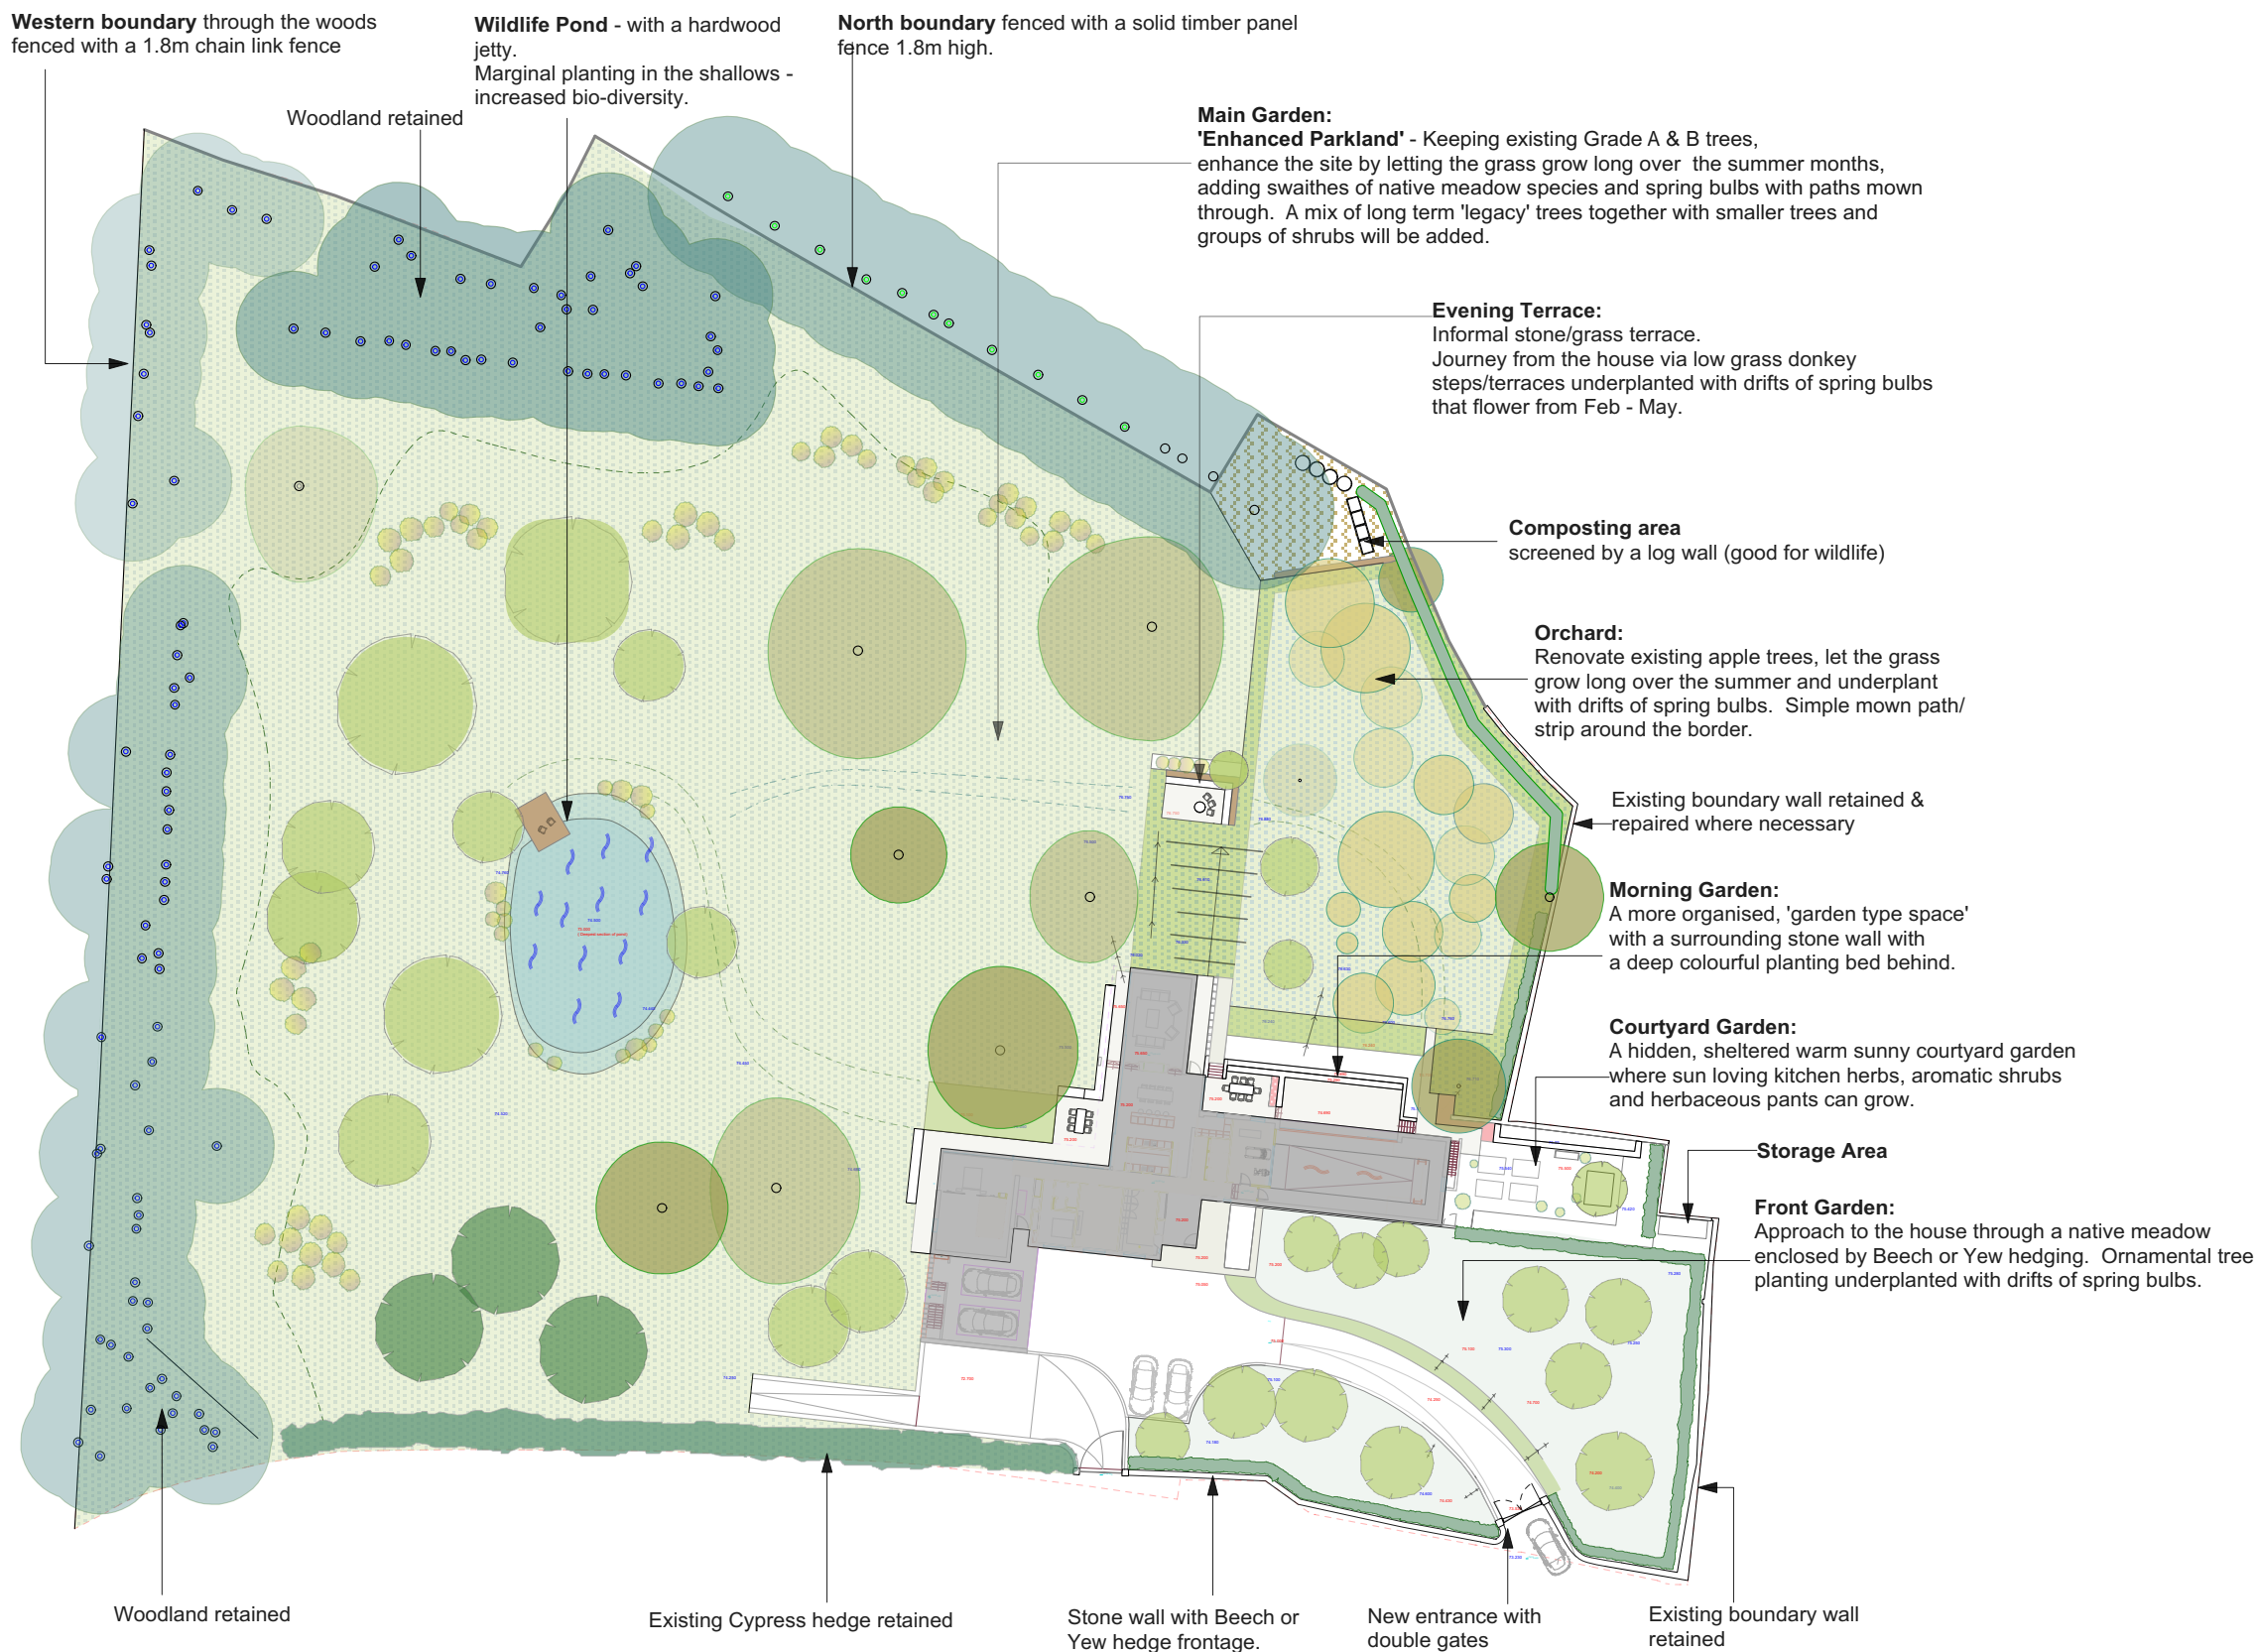 Western boundary through the woods
fenced with a 1.8m chain link fence
Wildlife Pond - with a hardwood
jetty.
Marginal planting in the shallows -
increased bio-diversity.
North boundary fenced with a solid timber panel
fence 1.8m high.
Woodland retained
Main Garden:
'Enhanced Parkland' - Keeping existing Grade A & B trees,
enhance the site by letting the grass grow long over the summer months,
adding swaithes of native meadow species and spring bulbs with paths mown
through. A mix of long term 'legacy' trees together with smaller trees and
groups of shrubs will be added.
Evening Terrace:
Informal stone/grass terrace.
Journey from the house via low grass donkey
steps/terraces underplanted with drifts of spring bulbs
that flower from Feb - May.
Composting area
screened by a log wall (good for wildlife)
Orchard:
Renovate existing apple trees, let the grass
grow long over the summer and underplant
with drifts of spring bulbs. Simple mown path/
strip around the border.
Existing boundary wall retained &
repaired where necessary
Morning Garden:
A more organised, 'garden type space'
with a surrounding stone wall with
a deep colourful planting bed behind.
Courtyard Garden:
A hidden, sheltered warm sunny courtyard garden
where sun loving kitchen herbs, aromatic shrubs
and herbaceous pants can grow.
Storage Area
Front Garden:
Approach to the house through a native meadow
enclosed by Beech or Yew hedging. Ornamental tree
planting underplanted with drifts of spring bulbs.
Woodland retained
Existing Cypress hedge retained
Stone wall with Beech or
Yew hedge frontage.
New entrance with
double gates
Existing boundary wall
retained